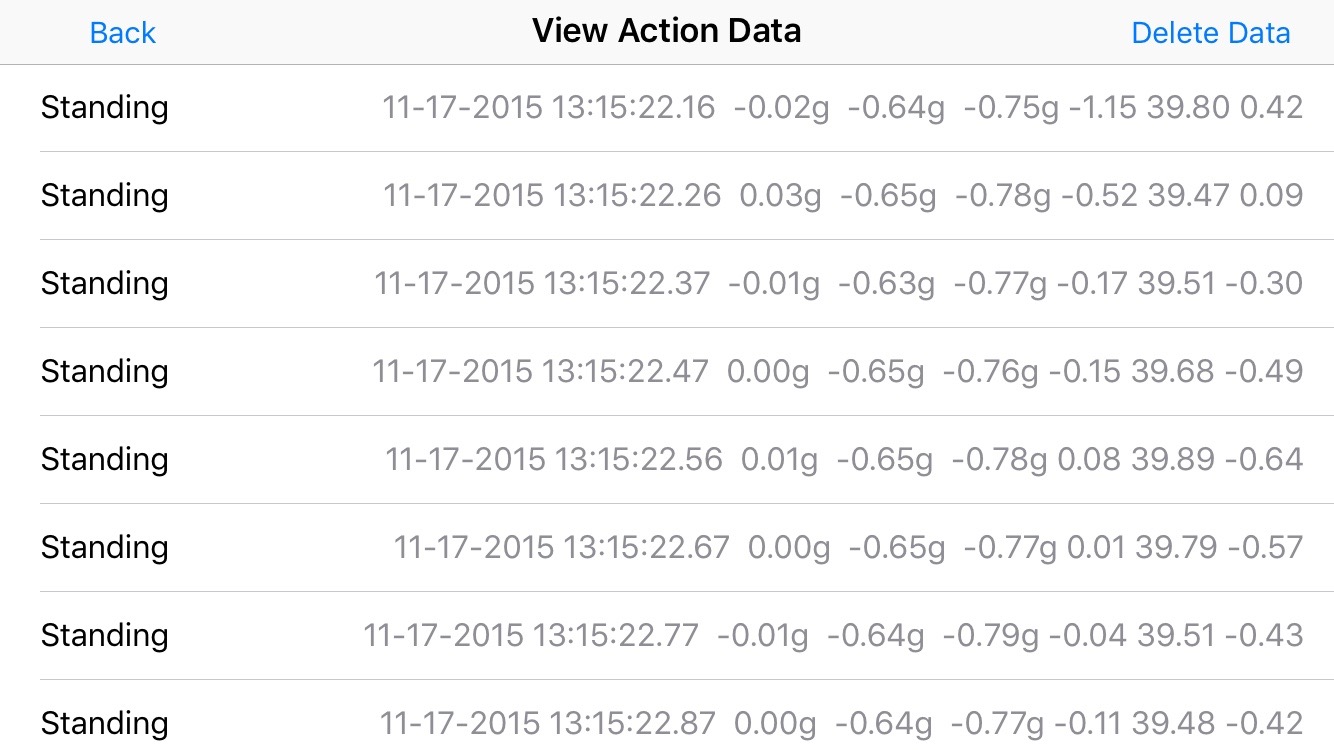 Back View Action Data Delete Data
Standing 11-17-2015 13:15:22.16 -0.02g -0.64g -0.75g -1.15 39.80 0.42
Standing 11-17-2015 13:15:22.26 0.03g -0.65g -0.78g -0.52 39.47 0.09
Standing 11-17-2015 13:15:22.37 -0.01g -0.63g -0.77g -0.17 39.51 -0.30
Standing 11-17-2015 13:15:22.47 0.00g -0.65g -0.76g -0.15 39.68 -0.49
Standing 11-17-2015 13:15:22.56 0.01g -0.65g -0.78g 0.08 39.89 -0.64
Standing 11-17-2015 13:15:22.67 0.00g -0.65g -0.77g 0.01 39.79 -0.57
Standing 11-17-2015 13:15:22.77 -0.01g -0.64g -0.79g -0.04 39.51 -0.43
Standing 11-17-2015 13:15:22.87 0.00g -0.64g -0.77g -0.11 39.48 -0.42